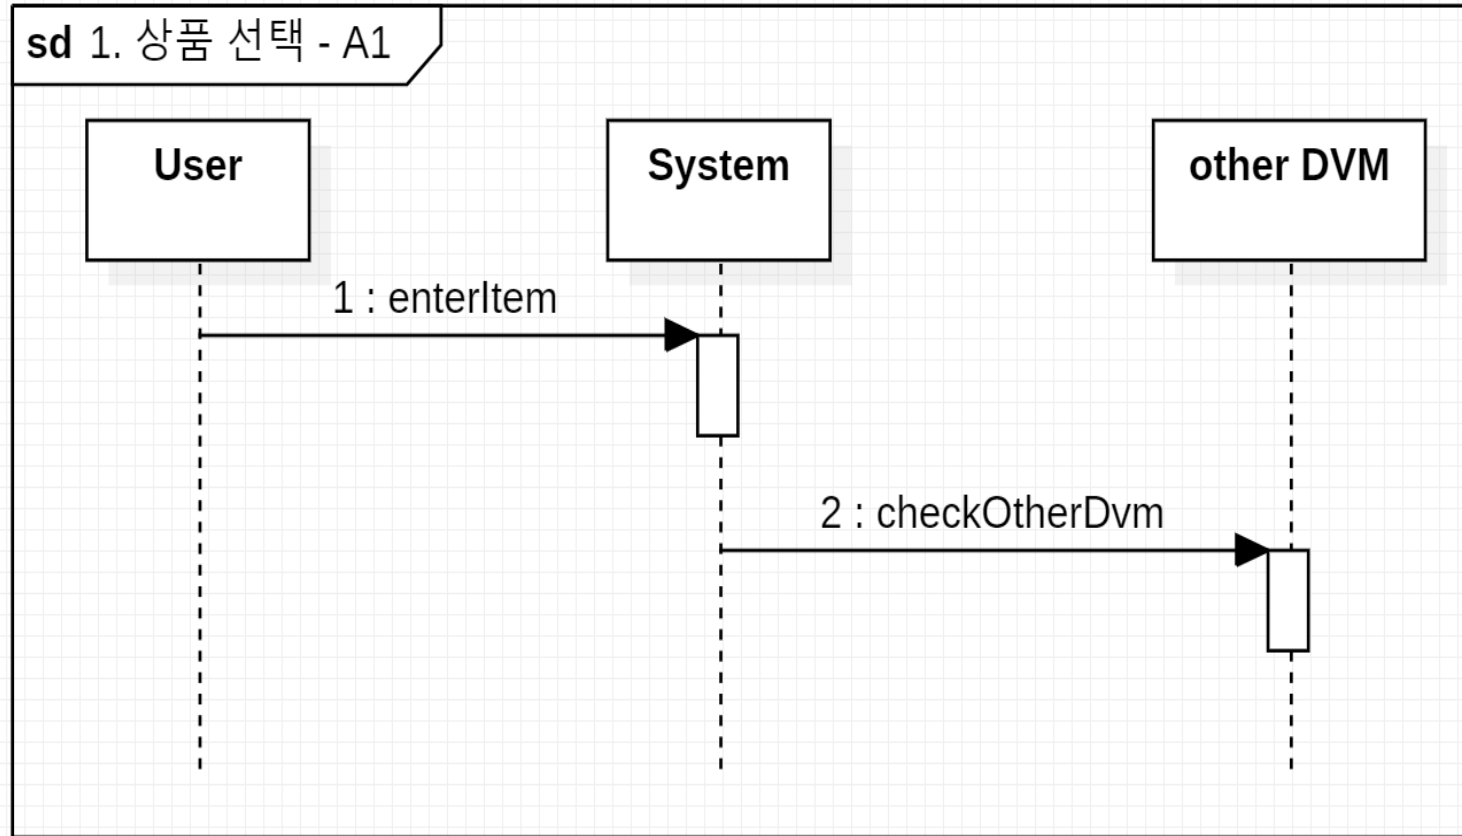 sd 1. 상품 선택 - A1
User
System
other DVM
1 : enterItem
2 : checkOtherDvm